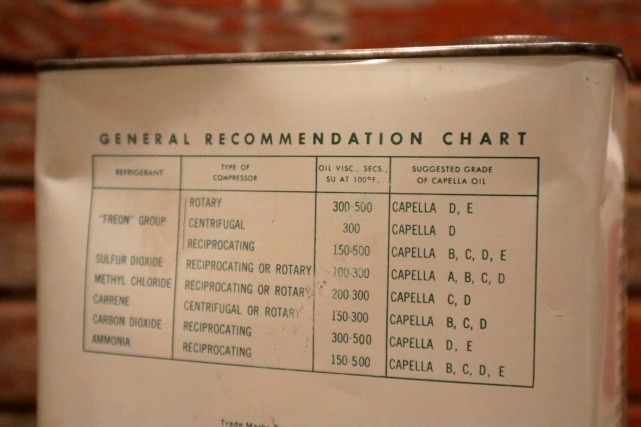 GENERAL RECOMMENDATION CHART
REFRIGERANT TYPE OF COMPRESSOR OIL VISC., SECS., SU AT 100°F. SUGGESTED GRADE OF CAPELLA OIL
"FREON" GROUP ROTARY 300-500 CAPELLA D, E
CENTRIFUGAL 300 CAPELLA D
RECIPROCATING 150-500 CAPELLA B, C, D, E
SULFUR DIOXIDE RECIPROCATING OR ROTARY 100-300 CAPELLA A, B, C, D
METHYL CHLORIDE RECIPROCATING OR ROTARY 200-300 CAPELLA C, D
CARRENE CENTRIFUGAL OR ROTARY 150-300 CAPELLA B, C, D
CARBON DIOXIDE RECIPROCATING 300-500 CAPELLA D, E
AMMONIA RECIPROCATING 150-500 CAPELLA B, C, D, E
Trade Marks